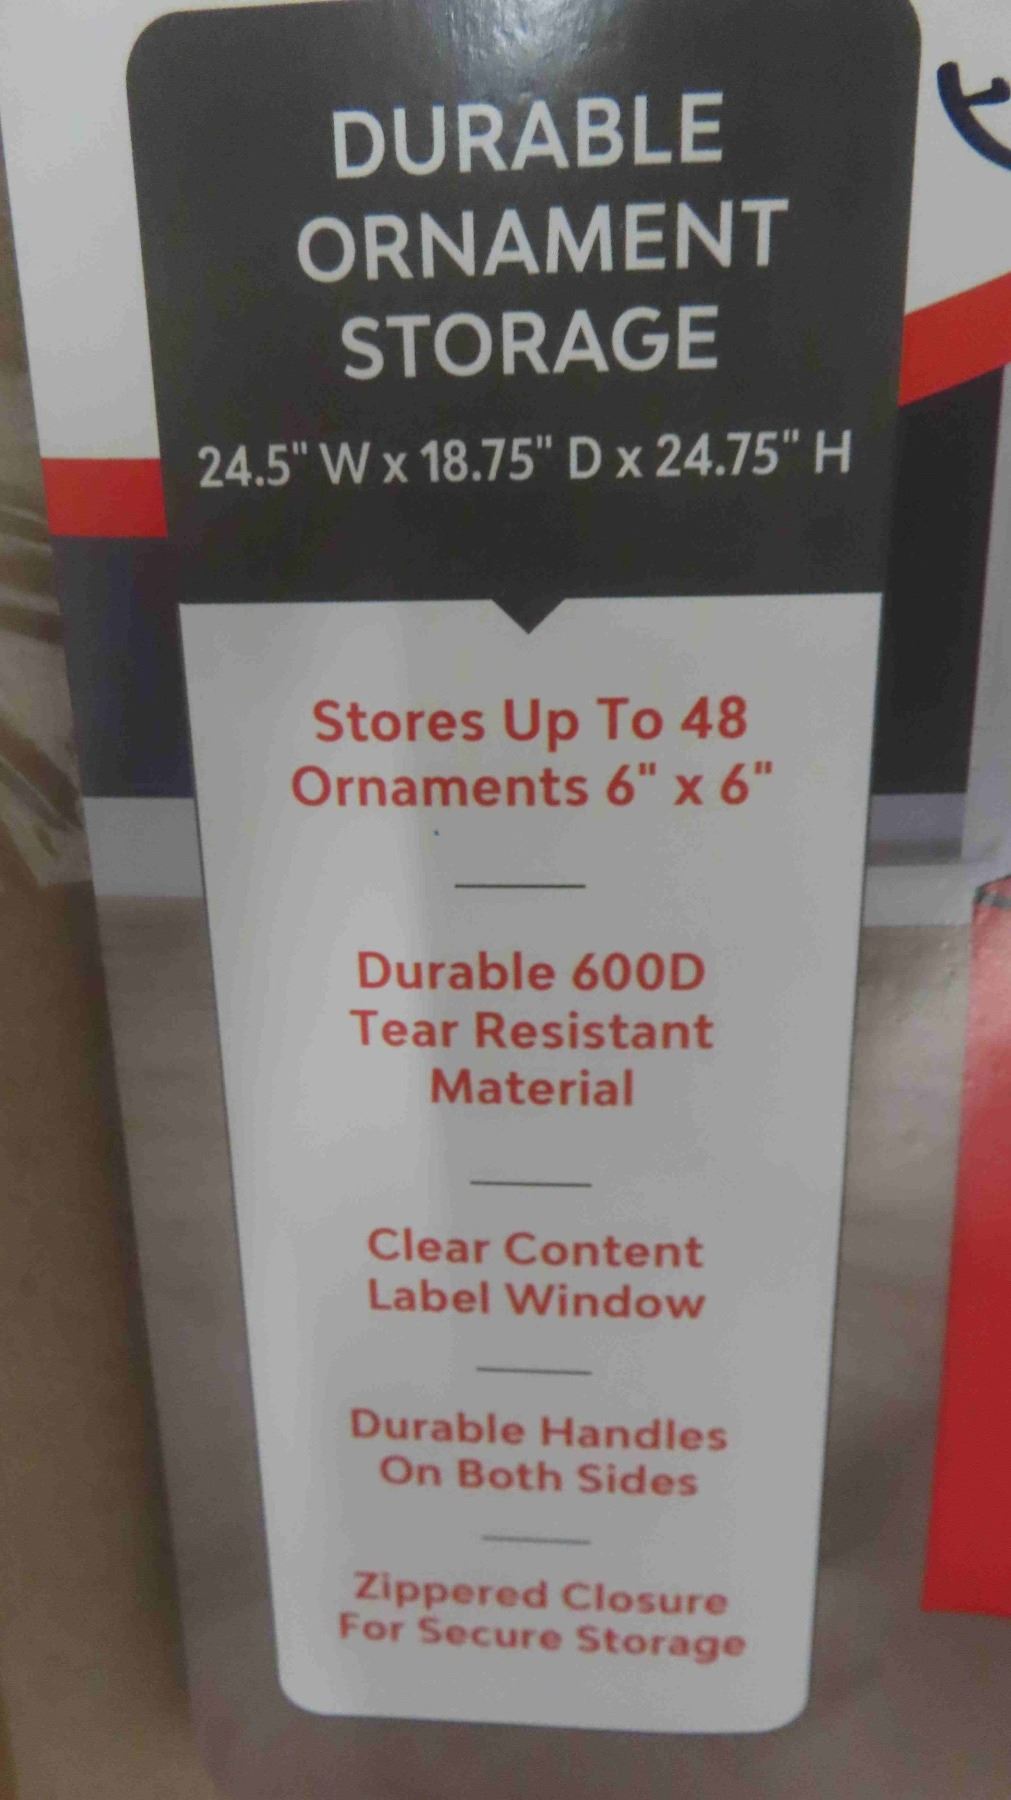 DURABLE
ORNAMENT
STORAGE
24.5" W x 18.75" D x 24.75" H
Stores Up To 48
Ornaments 6" x 6"
Durable 600D
Tear Resistant
Material
Clear Content
Label Window
Durable Handles
On Both Sides
Zippered Closure
For Secure Storage